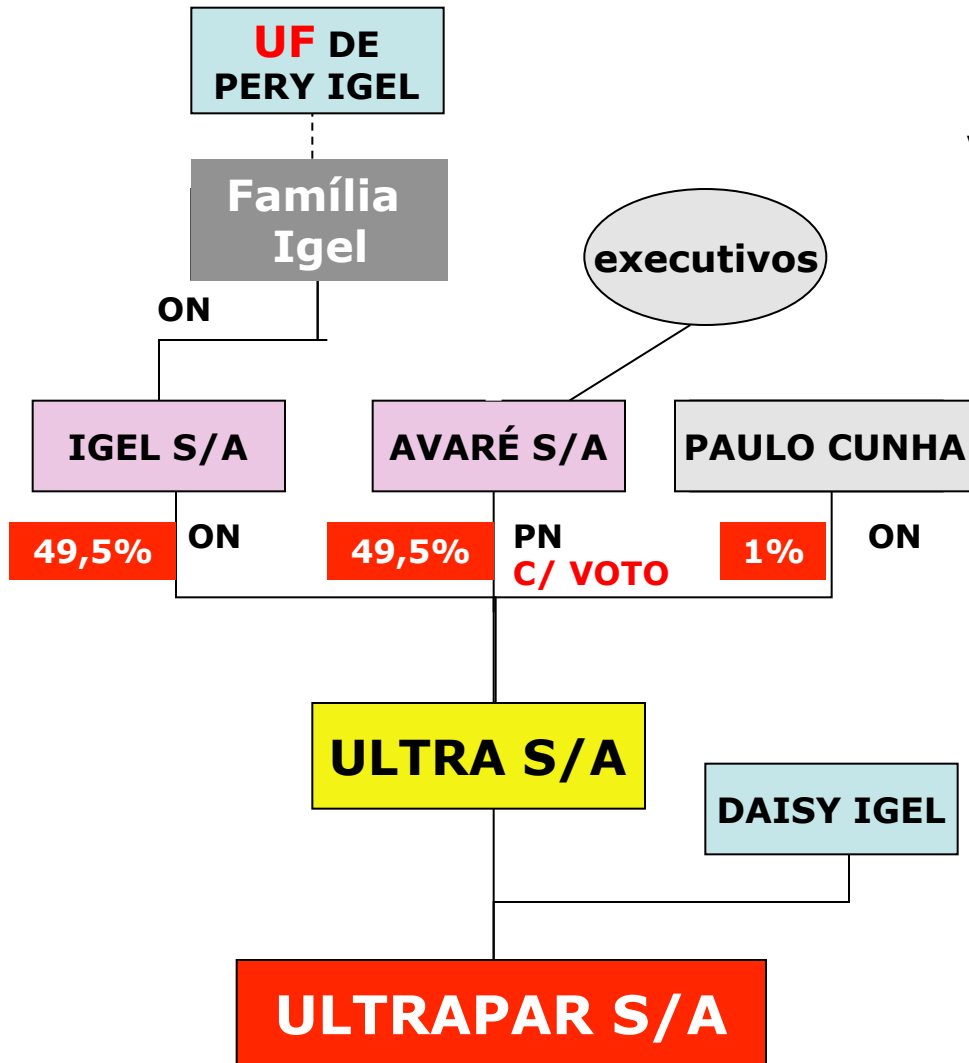 UF DE
PERY IGEL
Família
Igel
executivos
ON
IGEL S/A
AVARÉ S/A
PAULO CUNHA
49,5%
ON
49,5%
PN
C/ VOTO
1%
ON
ULTRA S/A
DAISY IGEL
ULTRAPAR S/A